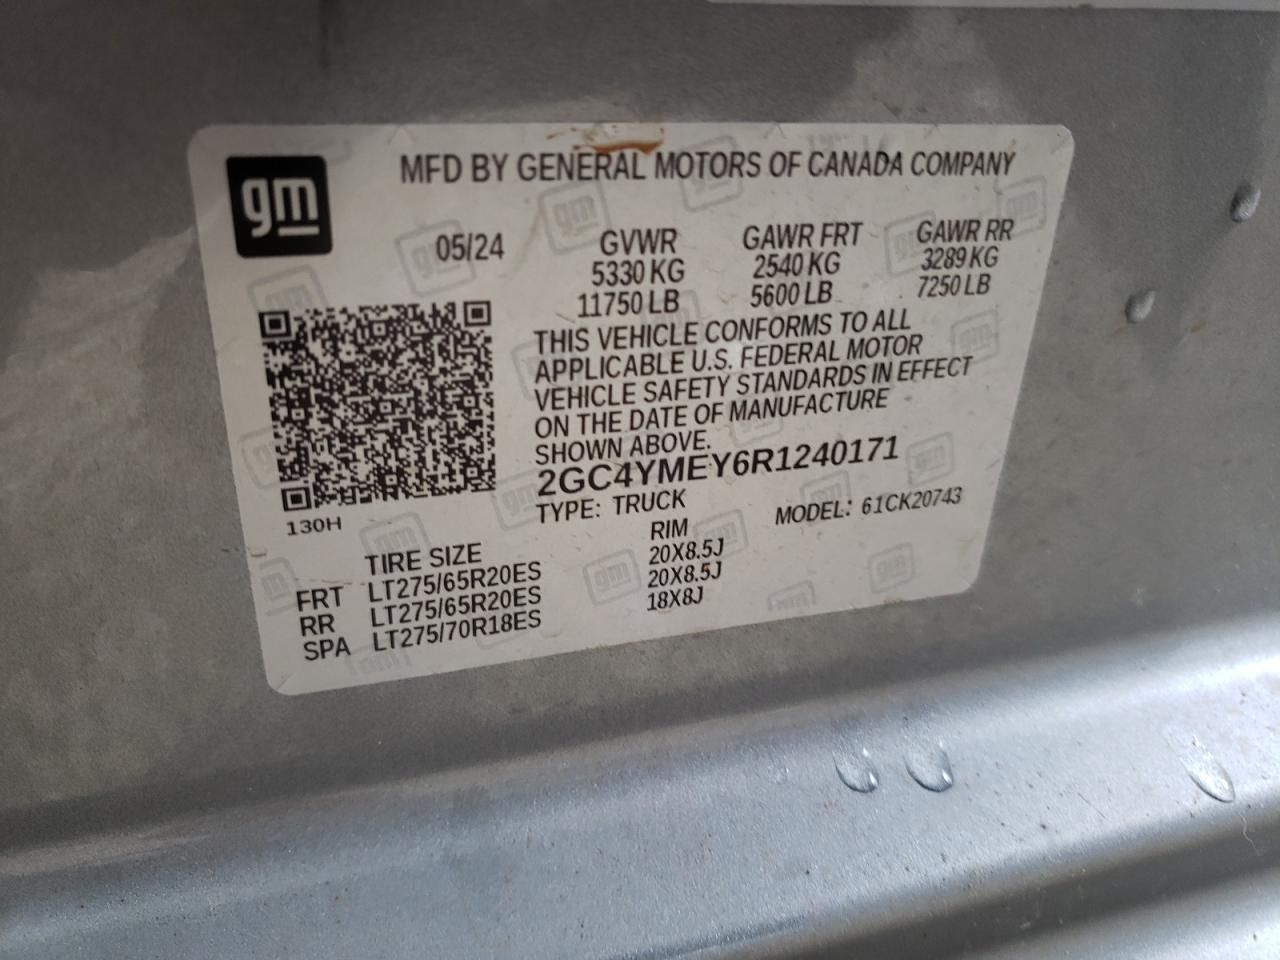 gm
MFD BY GENERAL MOTORS OF CANADA COMPANY
05/24 GVWR GAWR FRT GAWR RR
5330 KG 2540 KG 3289 KG
11750 LB 5600 LB 7250 LB
THIS VEHICLE CONFORMS TO ALL
APPLICABLE U.S. FEDERAL MOTOR
VEHICLE SAFETY STANDARDS IN EFFECT
ON THE DATE OF MANUFACTURE
SHOWN ABOVE.
2GC4YMEY6R1240171
TYPE: TRUCK MODEL: 61CK20743
130H
TIRE SIZE RIM
FRT LT275/65R20ES 20X8.5J
RR LT275/65R20ES 20X8.5J
SPA LT275/70R18ES 18X8J